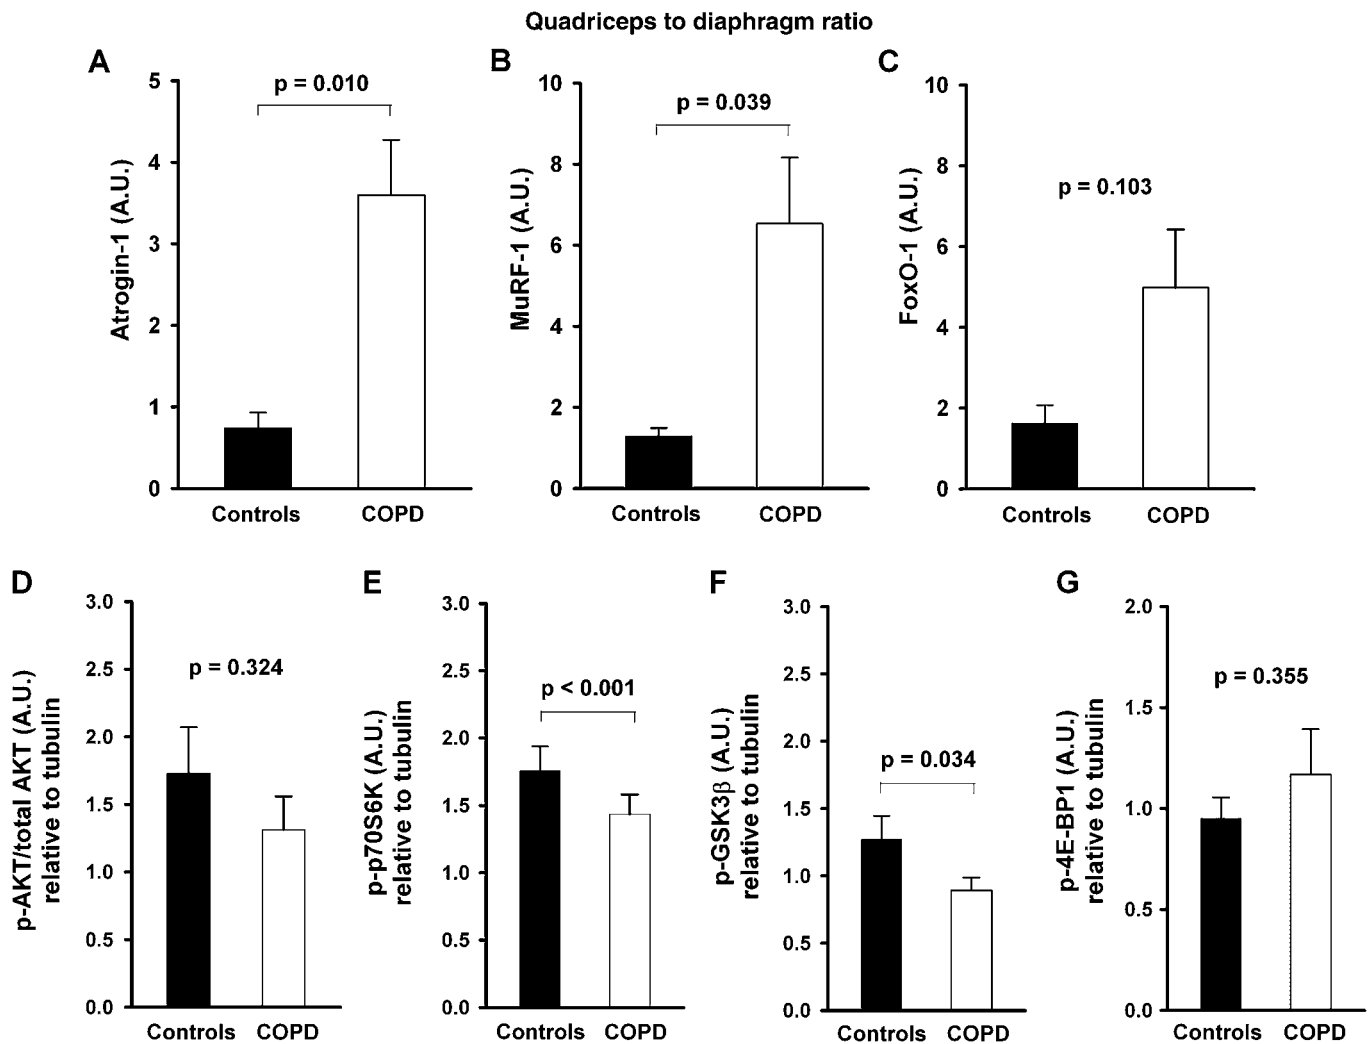 Quadriceps to diaphragm ratio
A
Atrogin-1 (A.U.)
5
4
3
2
1
0
p = 0.010
Controls COPD
B
MuRF-1 (A.U.)
10
8
6
4
2
0
p = 0.039
Controls COPD
C
FoxO-1 (A.U.)
10
8
6
4
2
0
p = 0.103
Controls COPD
D
p-AKT/total AKT (A.U.)
relative to tubulin
3.0
2.5
2.0
1.5
1.0
0.5
0.0
p = 0.324
Controls COPD
E
p-p70S6K (A.U.)
relative to tubulin
3.0
2.5
2.0
1.5
1.0
0.5
0.0
p < 0.001
Controls COPD
F
p-GSK3β (A.U.)
relative to tubulin
3.0
2.5
2.0
1.5
1.0
0.5
0.0
p = 0.034
Controls COPD
G
p-4E-BP1 (A.U.)
relative to tubulin
2.0
1.5
1.0
0.5
0.0
p = 0.355
Controls COPD